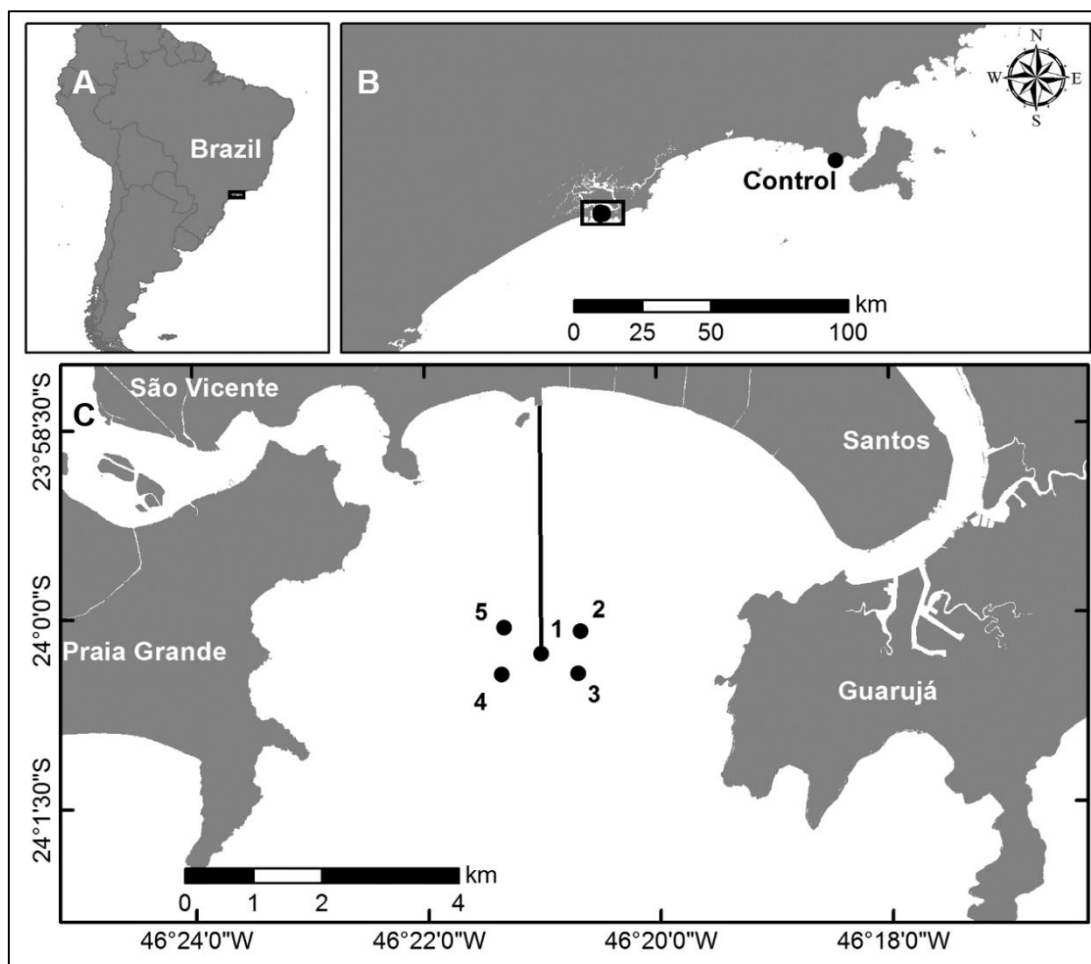 A
Brazil
B
N
W
E
S
Control
km
0 25 50 100
C
São Vicente
Santos
Praia Grande
Guarujá
5
1
2
4
3
23°58'30"S
24°0'0"S
24°1'30"S
km
0 1 2 4
46°24'0"W 46°22'0"W 46°20'0"W 46°18'0"W